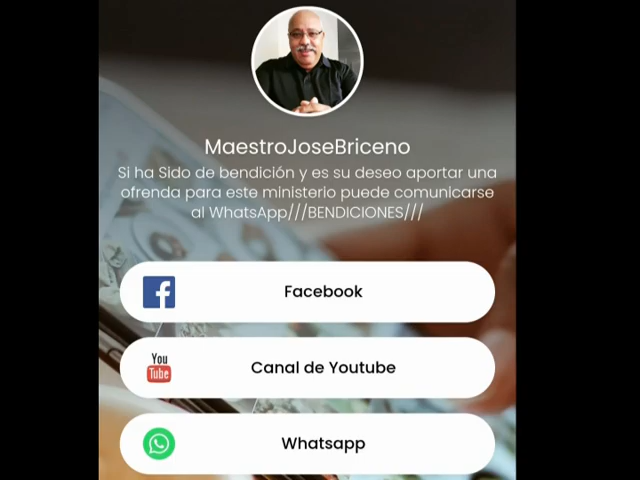 MaestroJoseBriceno
Si ha Sido de bendición y es su deseo aportar una
ofrenda para este ministerio puede comunicarse
al WhatsApp///BENDICIONES///
Facebook
You
Tube
Canal de Youtube
Whatsapp